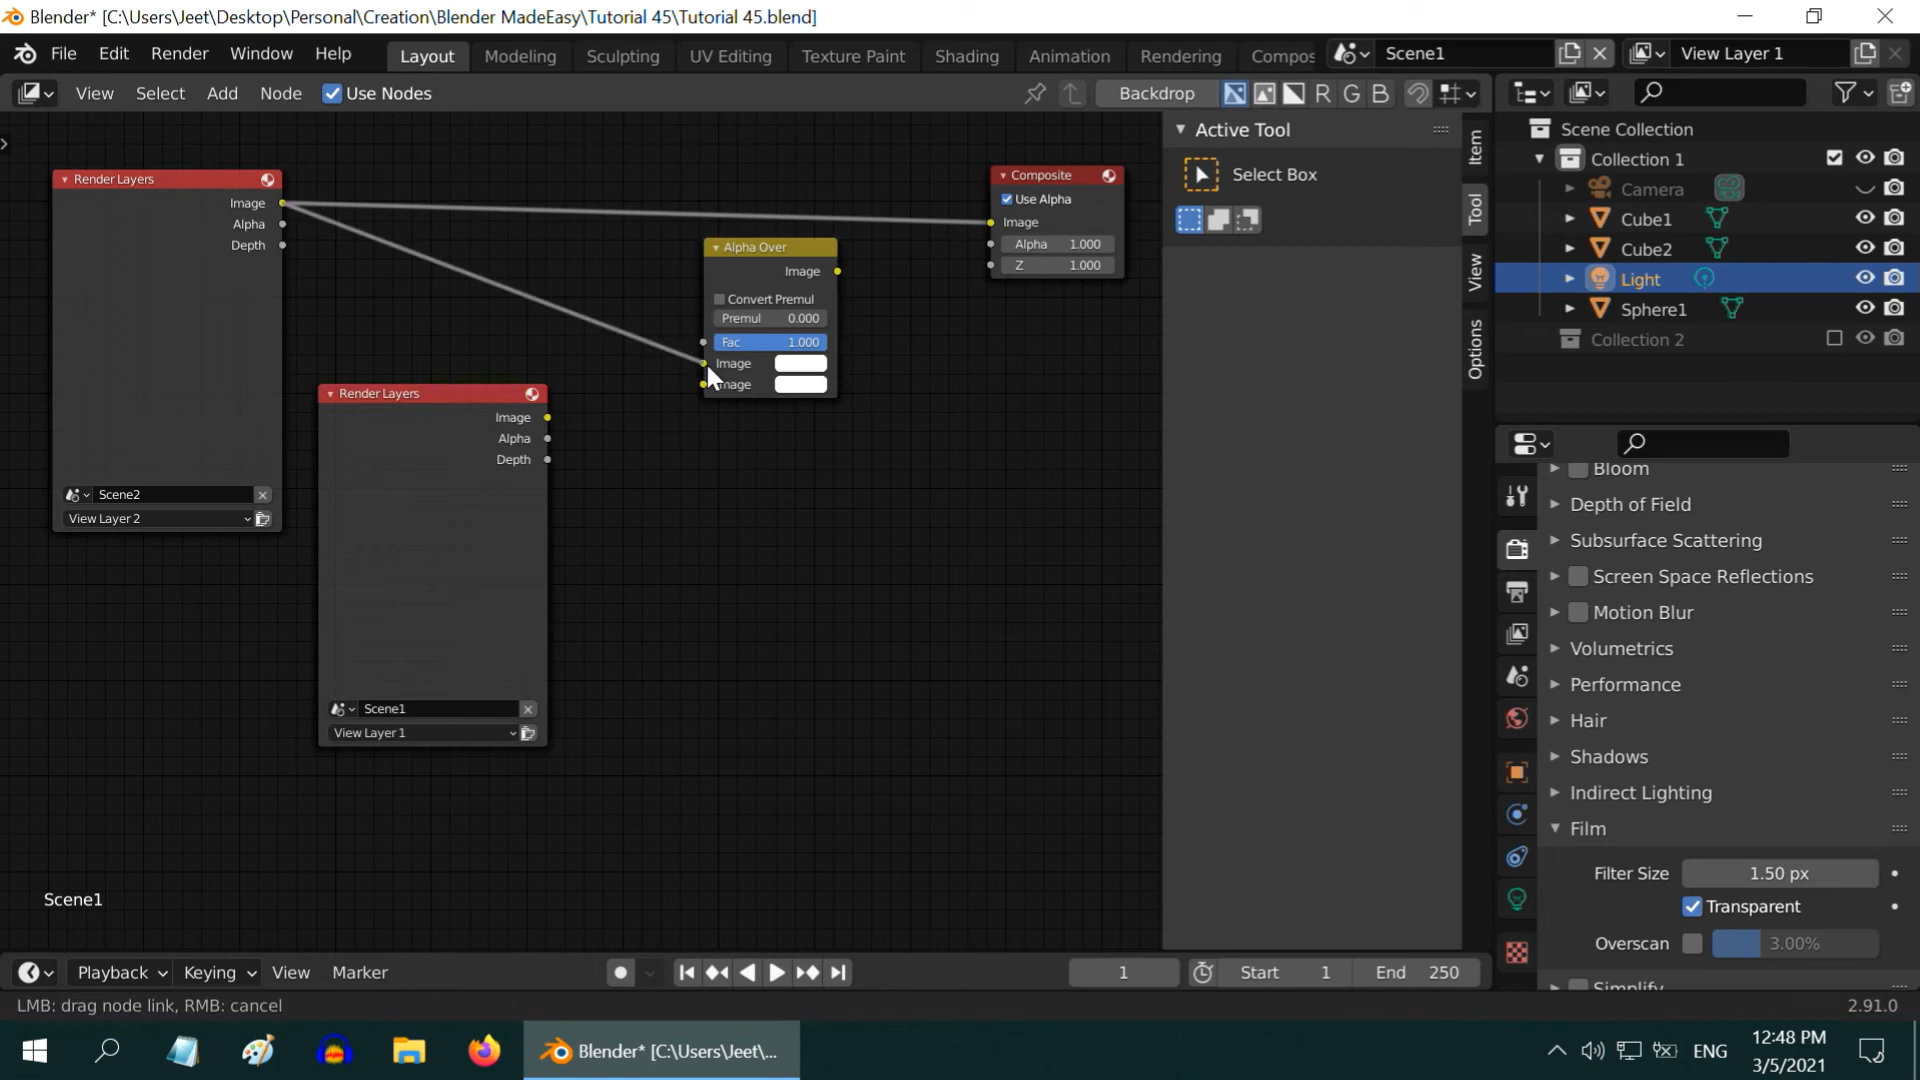 Blender* [C:\Users\Jeet\Desktop\Personal\Creation\Blender MadeEasy\Tutorial 45\Tutorial 45.blend]
File Edit Render Window Help Layout Modeling Sculpting UV Editing Texture Paint Shading Animation Rendering Compos Scene1 View Layer 1
View Select Add Node Use Nodes Backdrop R G B
Active Tool
Select Box
Item
Tool
View
Options
Render Layers
Image
Alpha
Depth
Scene2
View Layer 2
Render Layers
Image
Alpha
Depth
Scene1
View Layer 1
Alpha Over
Image
Convert Premul
Premul 0.000
Fac 1.000
Image
mage
Composite
Use Alpha
Image
Alpha 1.000
Z 1.000
Scene1
Scene Collection
Collection 1
Camera
Cube1
Cube2
Light
Sphere1
Collection 2
Bloom
Depth of Field
Subsurface Scattering
Screen Space Reflections
Motion Blur
Volumetrics
Performance
Hair
Shadows
Indirect Lighting
Film
Filter Size 1.50 px
Transparent
Overscan 3.00%
Simplify
Playback Keying View Marker 1 Start 1 End 250
LMB: drag node link, RMB: cancel 2.91.0
Blender* [C:\Users\Jeet\... ENG 12:48 PM
3/5/2021